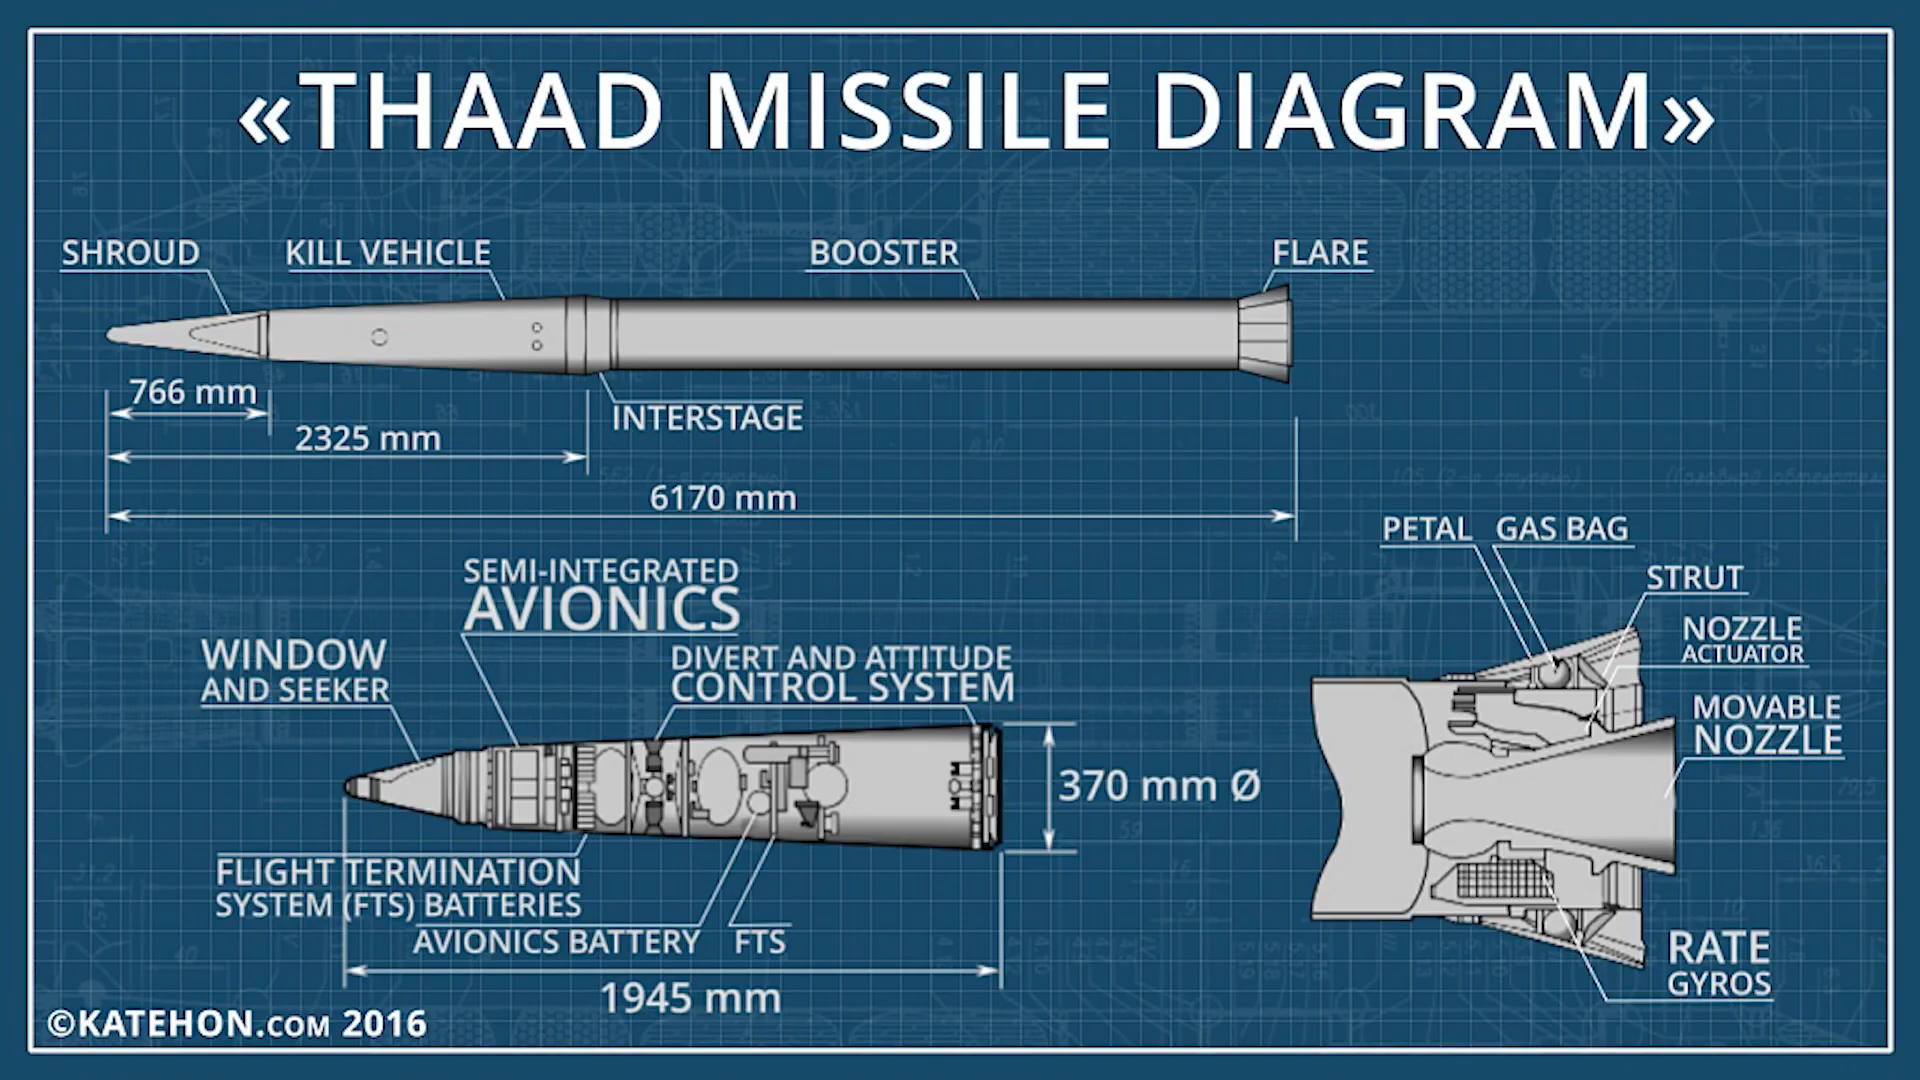 «THAAD MISSILE DIAGRAM»
SHROUD
KILL VEHICLE
BOOSTER
FLARE
766 mm
INTERSTAGE
2325 mm
6170 mm
PETAL
GAS BAG
STRUT
NOZZLE
ACTUATOR
MOVABLE
NOZZLE
RATE
GYROS
SEMI-INTEGRATED
AVIONICS
WINDOW
AND SEEKER
DIVERT AND ATTITUDE
CONTROL SYSTEM
370 mm Ø
FLIGHT TERMINATION
SYSTEM (FTS) BATTERIES
AVIONICS BATTERY
FTS
1945 mm
©KATEHON.COM 2016